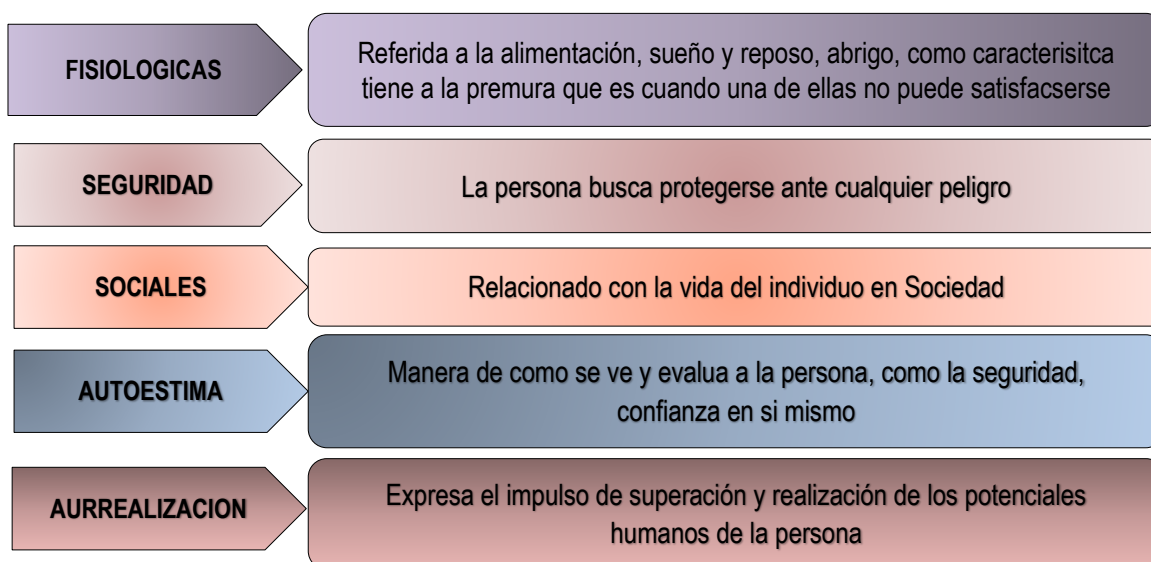 FISIOLOGICAS
Referida a la alimentación, sueño y reposo, abrigo, como caracterisitca
tiene a la premura que es cuando una de ellas no puede satisfacserse
SEGURIDAD
La persona busca protegerse ante cualquier peligro
SOCIALES
Relacionado con la vida del individuo en Sociedad
AUTOESTIMA
Manera de como se ve y evalua a la persona, como la seguridad,
confianza en si mismo
AURREALIZACION
Expresa el impulso de superación y realización de los potenciales
humanos de la persona